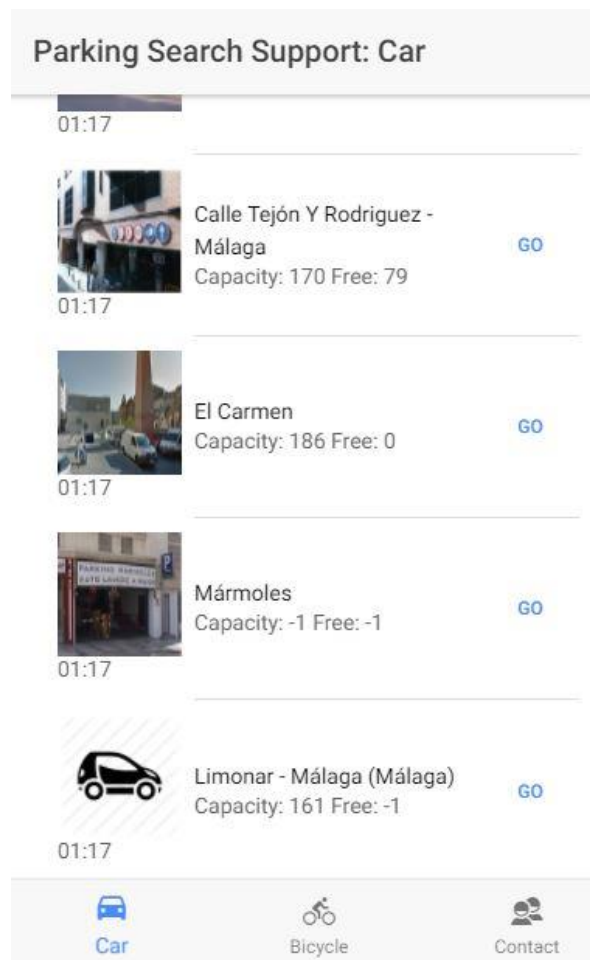 Parking Search Support: Car
01:17
Calle Tejón Y Rodriguez -
Málaga
Capacity: 170 Free: 79
GO
01:17
El Carmen
Capacity: 186 Free: 0
GO
01:17
PARKING
P
Mármoles
Capacity: -1 Free: -1
GO
01:17
Limonar - Málaga (Málaga)
Capacity: 161 Free: -1
GO
01:17
Car
Bicycle
Contact